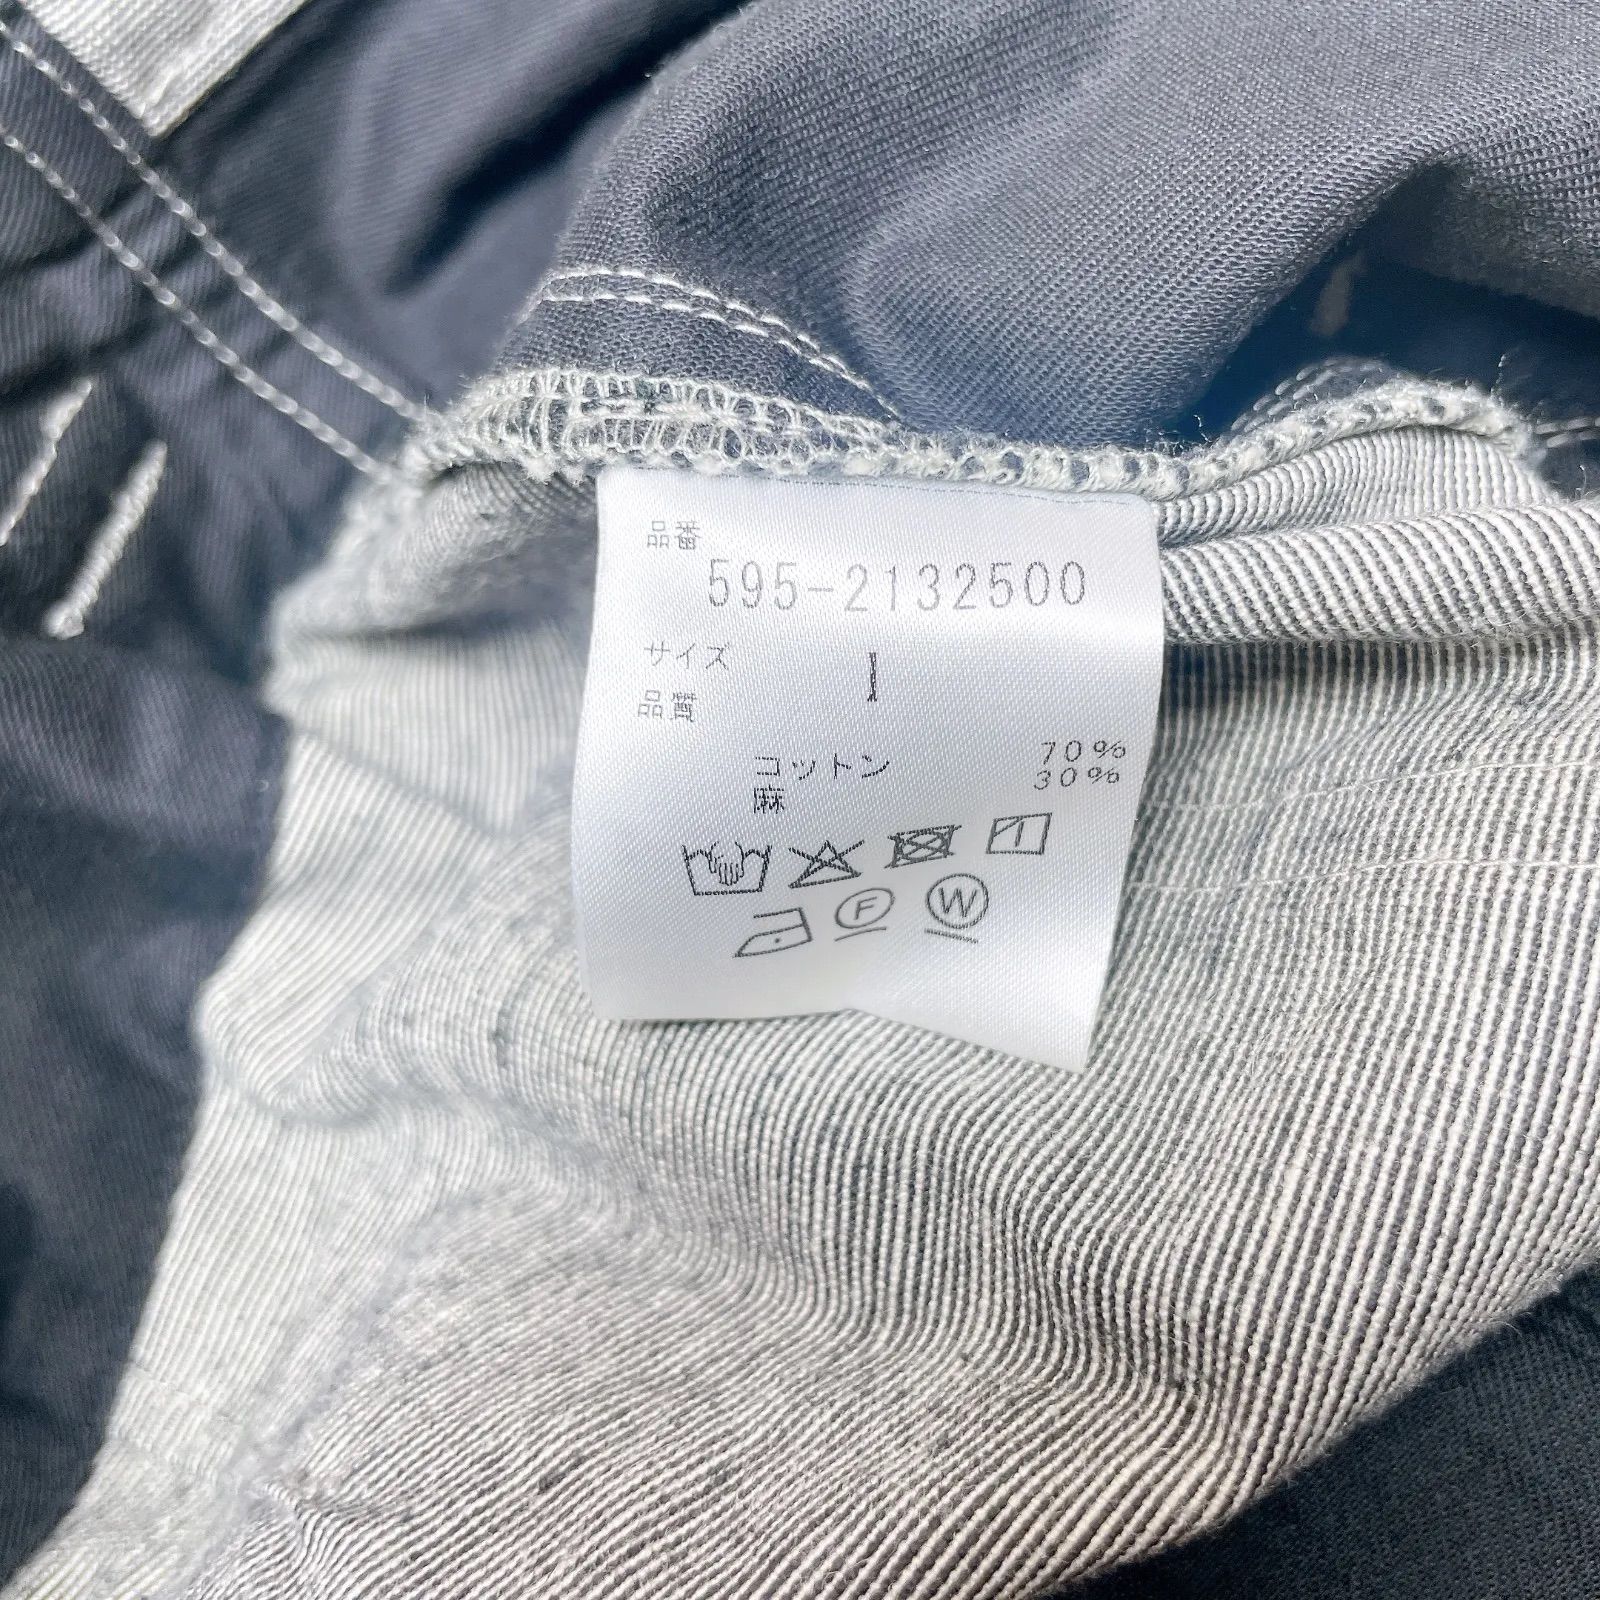 品番
595-2132500
サイズ 1
品質
コットン 70%
麻 30%
F W